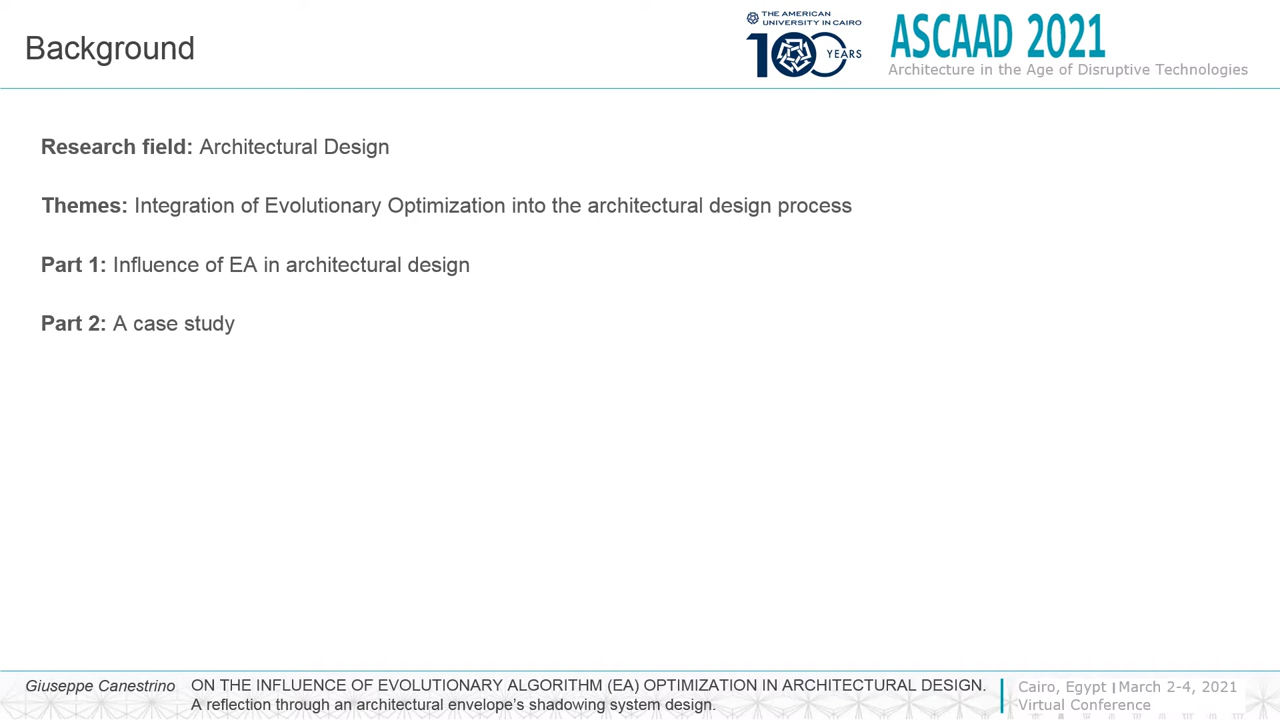 Background
THE AMERICAN
UNIVERSITY IN CAIRO
100 YEARS
ASCAAD 2021
Architecture in the Age of Disruptive Technologies
Research field: Architectural Design
Themes: Integration of Evolutionary Optimization into the architectural design process
Part 1: Influence of EA in architectural design
Part 2: A case study
Giuseppe Canestrino
ON THE INFLUENCE OF EVOLUTIONARY ALGORITHM (EA) OPTIMIZATION IN ARCHITECTURAL DESIGN.
A reflection through an architectural envelope's shadowing system design.
Cairo, Egypt | March 2-4, 2021
Virtual Conference